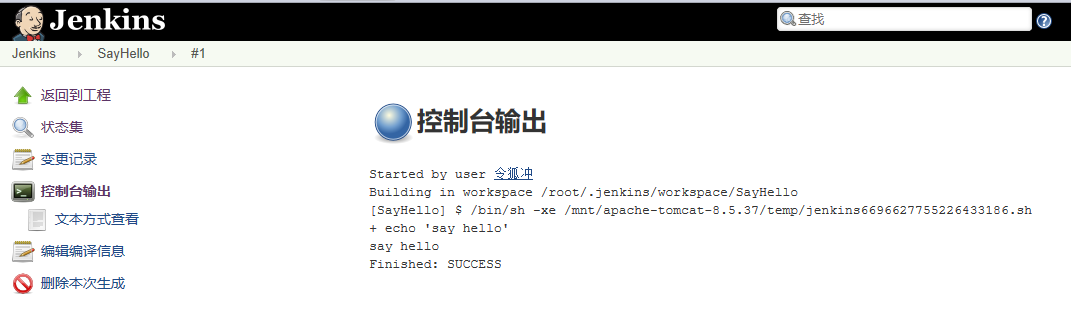 Jenkins
查找
Jenkins SayHello #1
返回到工程
状态集
变更记录
控制台输出
文本方式查看
编辑编译信息
删除本次生成
控制台输出
Started by user 令狐冲
Building in workspace /root/.jenkins/workspace/SayHello
[SayHello] $ /bin/sh -xe /mnt/apache-tomcat-8.5.37/temp/jenkins6696627755226433186.sh
+ echo 'say hello'
say hello
Finished: SUCCESS